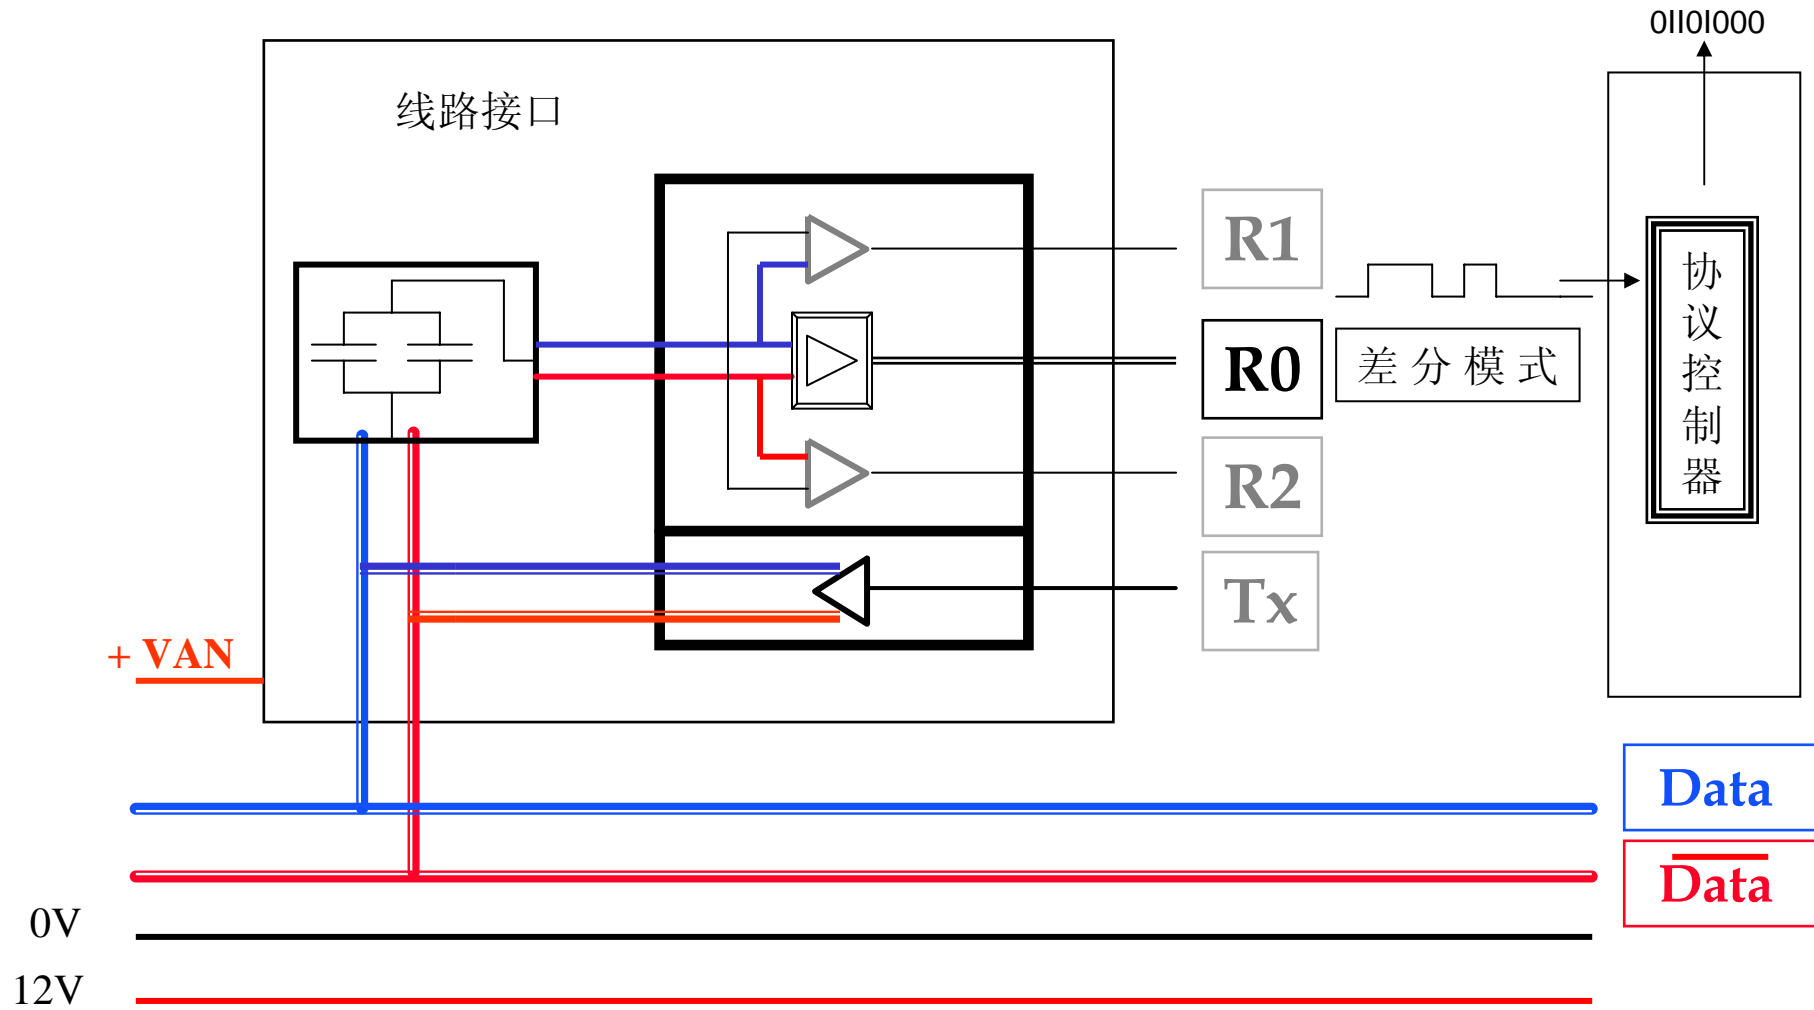 0II0I000
线路接口
R1
协议控制器
R0
差分模式
R2
Tx
+ VAN
Data
Data
0V
12V